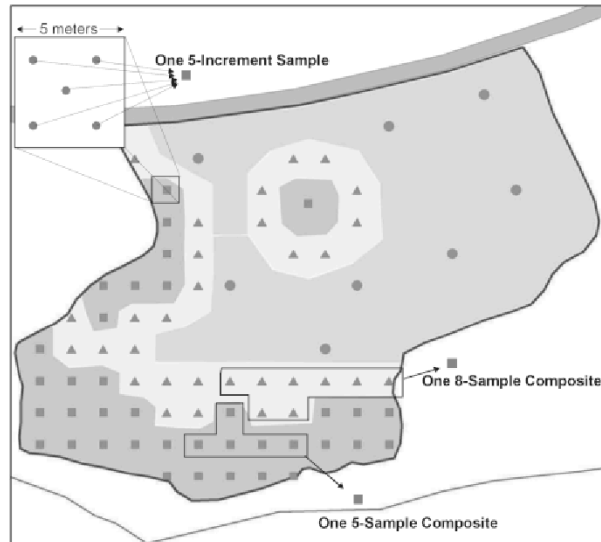 5 meters
One 5-Increment Sample
One 8-Sample Composite
One 5-Sample Composite